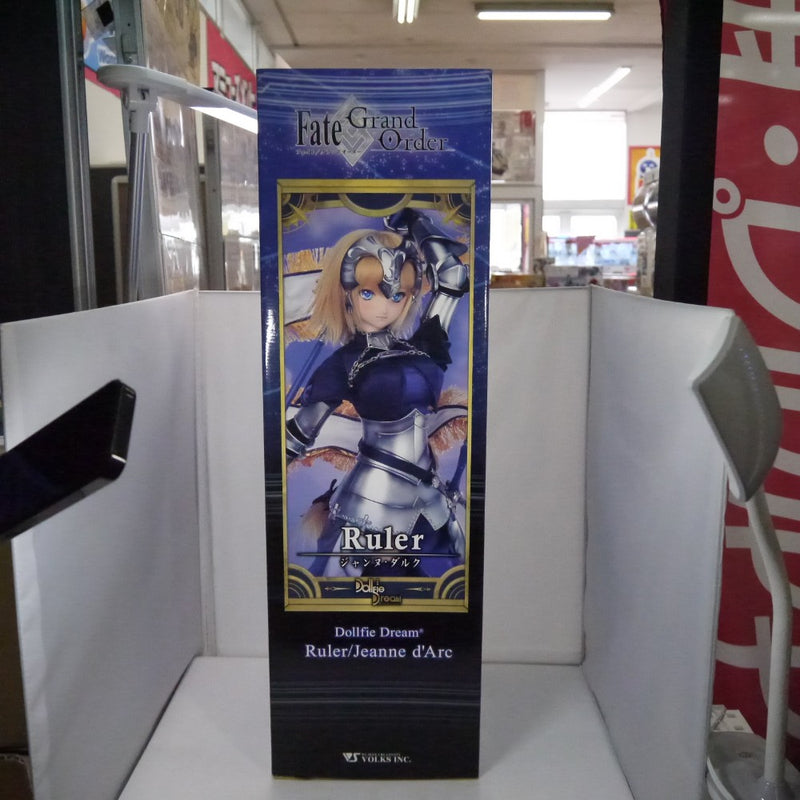 Fate Grand
Order
Ruler
ジャンヌ・ダルク
Dollfie
Dream
Dollfie Dream®
Ruler/Jeanne d'Arc
VS VOLKS INC.